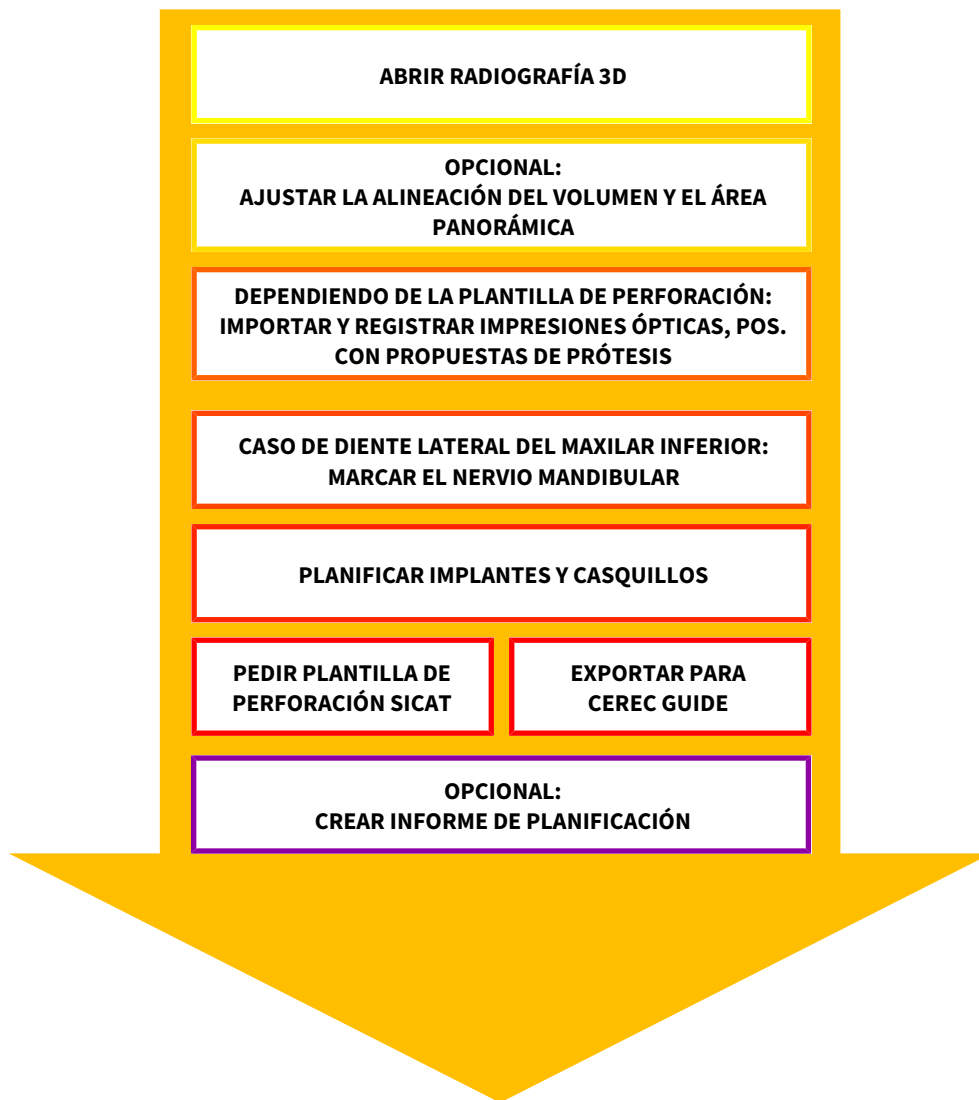 ABRIR RADIOGRAFÍA 3D
OPCIONAL:
AJUSTAR LA ALINEACIÓN DEL VOLUMEN Y EL ÁREA
PANORÁMICA
DEPENDIENDO DE LA PLANTILLA DE PERFORACIÓN:
IMPORTAR Y REGISTRAR IMPRESIONES ÓPTICAS, POS.
CON PROPUESTAS DE PRÓTESIS
CASO DE DIENTE LATERAL DEL MAXILAR INFERIOR:
MARCAR EL NERVIO MANDIBULAR
PLANIFICAR IMPLANTES Y CASQUILLOS
PEDIR PLANTILLA DE
PERFORACIÓN SICAT
EXPORTAR PARA
CEREC GUIDE
OPCIONAL:
CREAR INFORME DE PLANIFICACIÓN